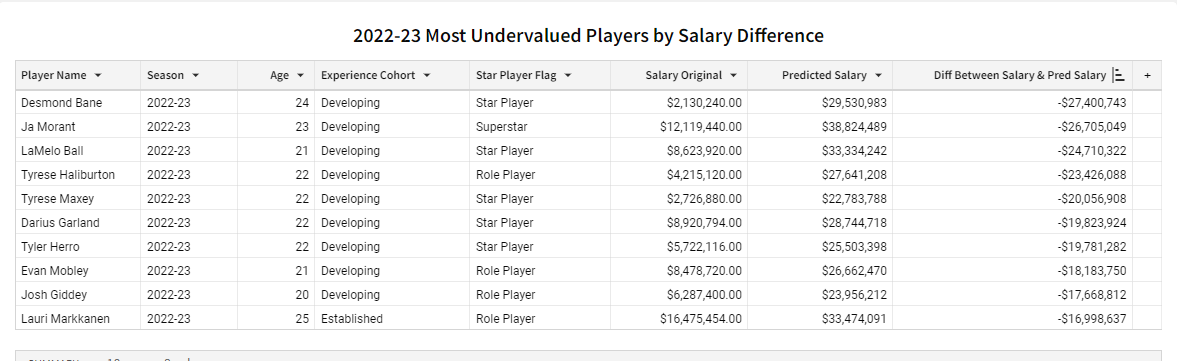 2022-23 Most Undervalued Players by Salary Difference
Player Name Season Age Experience Cohort Star Player Flag Salary Original Predicted Salary Diff Between Salary & Pred Salary +
Desmond Bane 2022-23 24 Developing Star Player $2,130,240.00 $29,530,983 -$27,400,743
Ja Morant 2022-23 23 Developing Superstar $12,119,440.00 $38,824,489 -$26,705,049
LaMelo Ball 2022-23 21 Developing Star Player $8,623,920.00 $33,334,242 -$24,710,322
Tyrese Haliburton 2022-23 22 Developing Role Player $4,215,120.00 $27,641,208 -$23,426,088
Tyrese Maxey 2022-23 22 Developing Star Player $2,726,880.00 $22,783,788 -$20,056,908
Darius Garland 2022-23 22 Developing Star Player $8,920,794.00 $28,744,718 -$19,823,924
Tyler Herro 2022-23 22 Developing Star Player $5,722,116.00 $25,503,398 -$19,781,282
Evan Mobley 2022-23 21 Developing Role Player $8,478,720.00 $26,662,470 -$18,183,750
Josh Giddey 2022-23 20 Developing Role Player $6,287,400.00 $23,956,212 -$17,668,812
Lauri Markkanen 2022-23 25 Established Role Player $16,475,454.00 $33,474,091 -$16,998,637